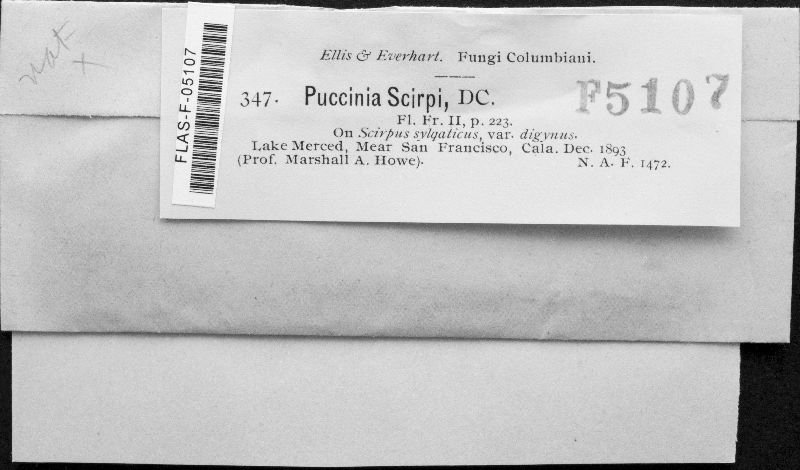 nat
x
FLAS-F-05107
Ellis & Everhart. Fungi Columbiani.
347. Puccinia Scirpi, DC.
F5107
Fl. Fr. II, p. 223.
On Scirpus sylqaticus, var. digynus.
Lake Merced, Mear San Francisco, Cala. Dec. 1893
(Prof. Marshall A. Howe). N. A. F. 1472.